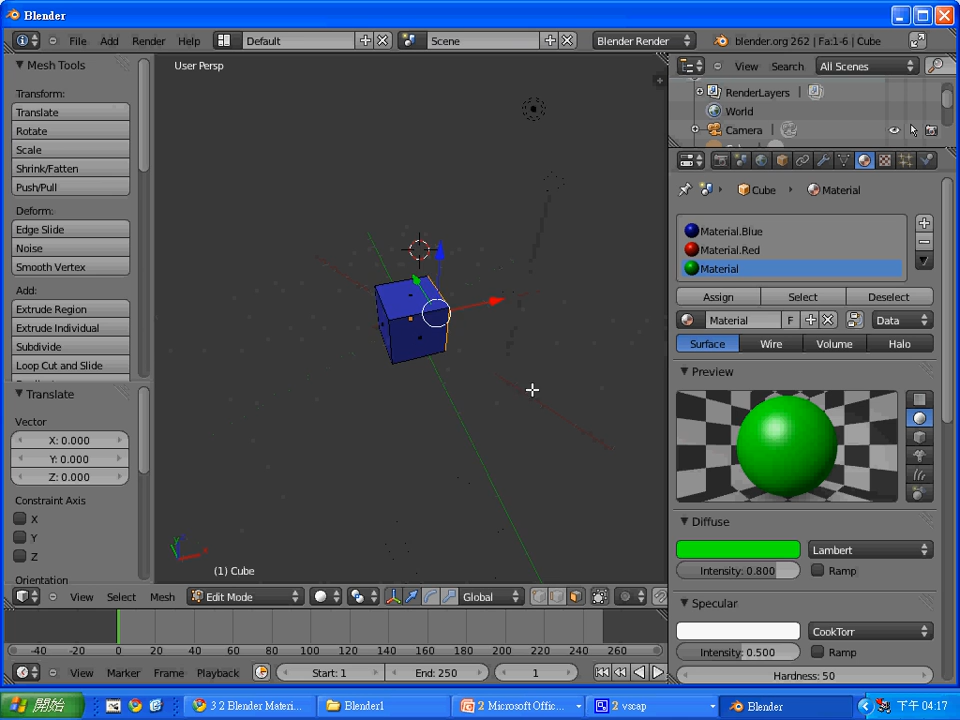 Blender
File Add Render Help Default Scene Blender Render blender.org 262 | Fa:1-6 | Cube
Mesh Tools
Transform:
Translate
Rotate
Scale
Shrink/Fatten
Push/Pull
Deform:
Edge Slide
Noise
Smooth Vertex
Add:
Extrude Region
Extrude Individual
Subdivide
Loop Cut and Slide
Translate
Vector
X: 0.000
Y: 0.000
Z: 0.000
Constraint Axis
X
Y
Z
Orientation
User Persp
(1) Cube
View Select Mesh Edit Mode Global
-40 -20 0 20 40 60 80 100 120 140 160 180 200 220 240 260
View Marker Frame Playback Start: 1 End: 250 1
View Search All Scenes
RenderLayers |
World
Camera |
Cube Material
Material.Blue
Material.Red
Material
Assign Select Deselect
Material F Data
Surface Wire Volume Halo
Preview
Diffuse
Lambert
Intensity: 0.800 Ramp
Specular
CookTorr
Intensity: 0.500 Ramp
Hardness: 50
開始 3 2 Blender Materi... Blender1 2 Microsoft Offic... 2 vscap Blender 下午 04:17